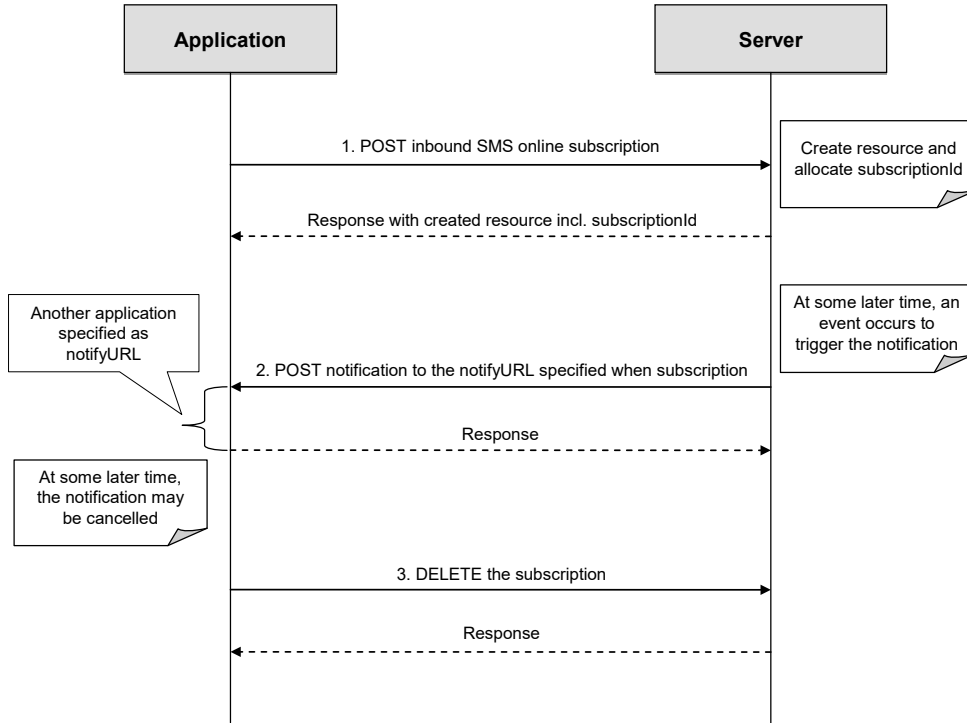 Application
Server
1. POST inbound SMS online subscription
Create resource and
allocate subscriptionId
Response with created resource incl. subscriptionId
Another application
specified as
notifyURL
At some later time, an
event occurs to
trigger the notification
2. POST notification to the notifyURL specified when subscription
Response
At some later time,
the notification may
be cancelled
3. DELETE the subscription
Response